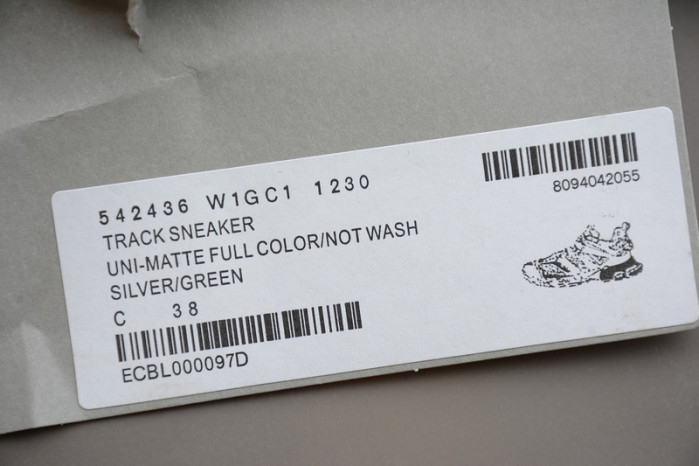 542436 W1GC1 1230
TRACK SNEAKER
UNI-MATTE FULL COLOR/NOT WASH
SILVER/GREEN
C 38
ECBL000097D
8094042055